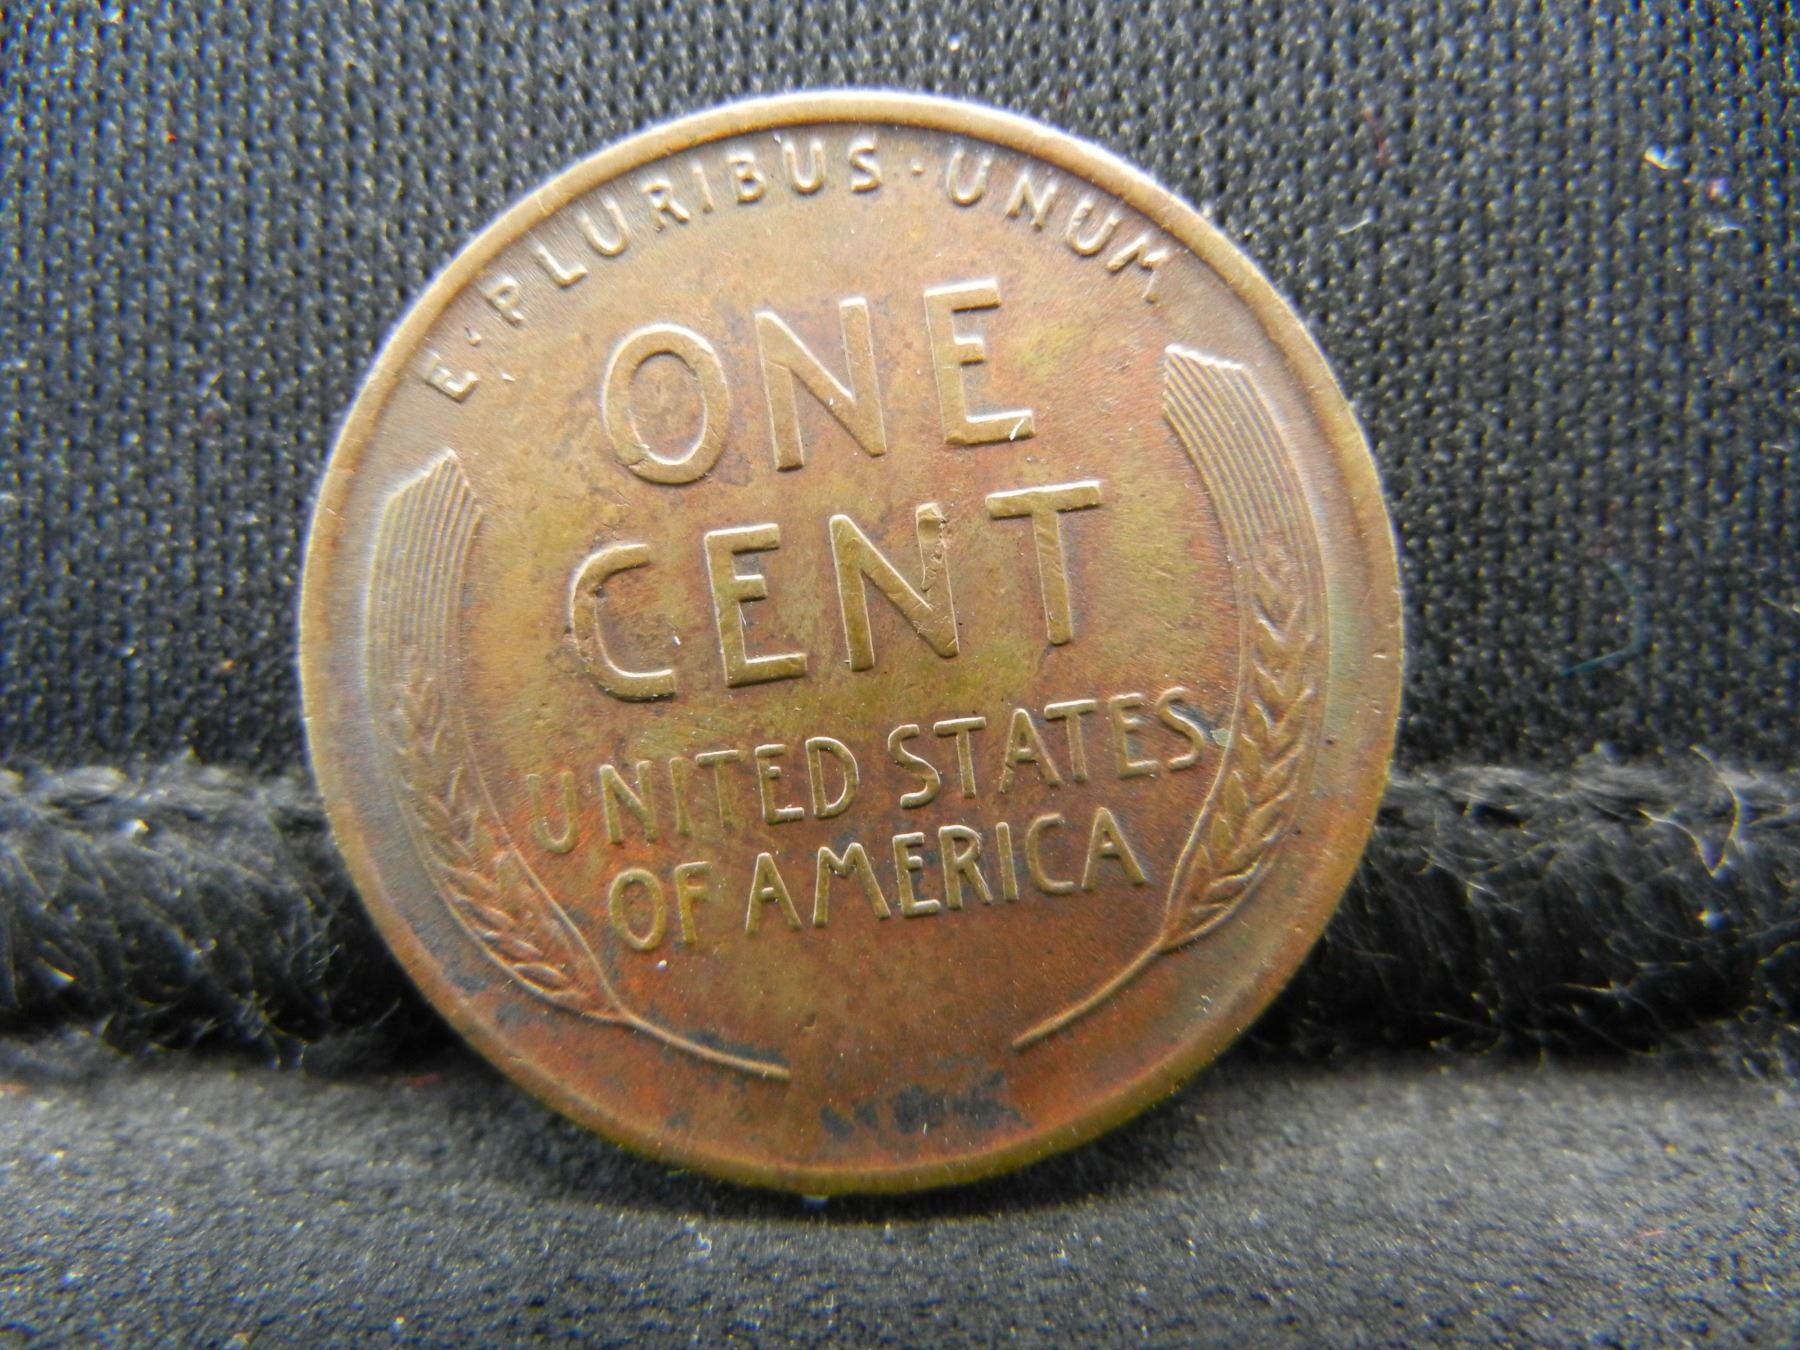 E·PLURIBUS·UNUM
ONE
CENT
UNITED STATES
OF AMERICA